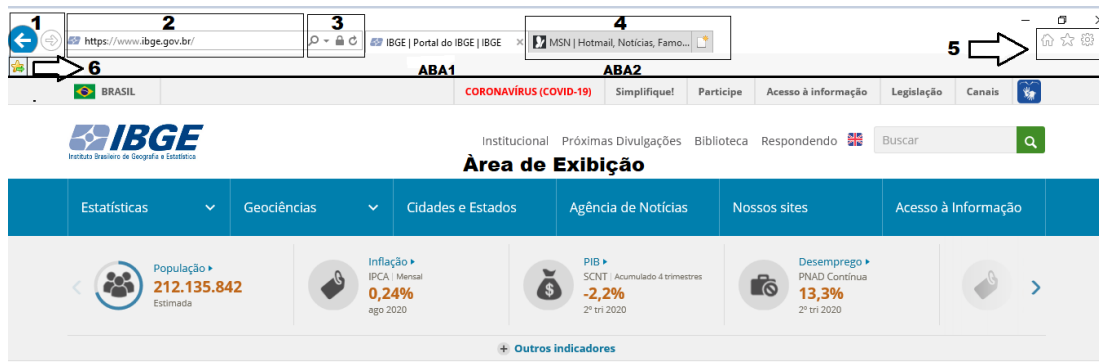 1 2 3 4
https://www.ibge.gov.br/ IBGE | Portal do IBGE | IBGE MSN | Hotmail, Notícias, Famo...
5
6 ABA1 ABA2
BRASIL CORONAVÍRUS (COVID-19) Simplifique! Participe Acesso à informação Legislação Canais
IBGE Institucional Próximas Divulgações Biblioteca Respondendo Buscar
Instituto Brasileiro de Geografia e Estatística
Àrea de Exibição
Estatísticas Geociências Cidades e Estados Agência de Notícias Nossos sites Acesso à Informação
População Inflação PIB Desemprego
212.135.842 IPCA | Mensal SCNT | Acumulado 4 trimestres PNAD Contínua
Estimada 0,24% -2,2% 13,3%
ago 2020 2º tri 2020 2º tri 2020
+ Outros indicadores